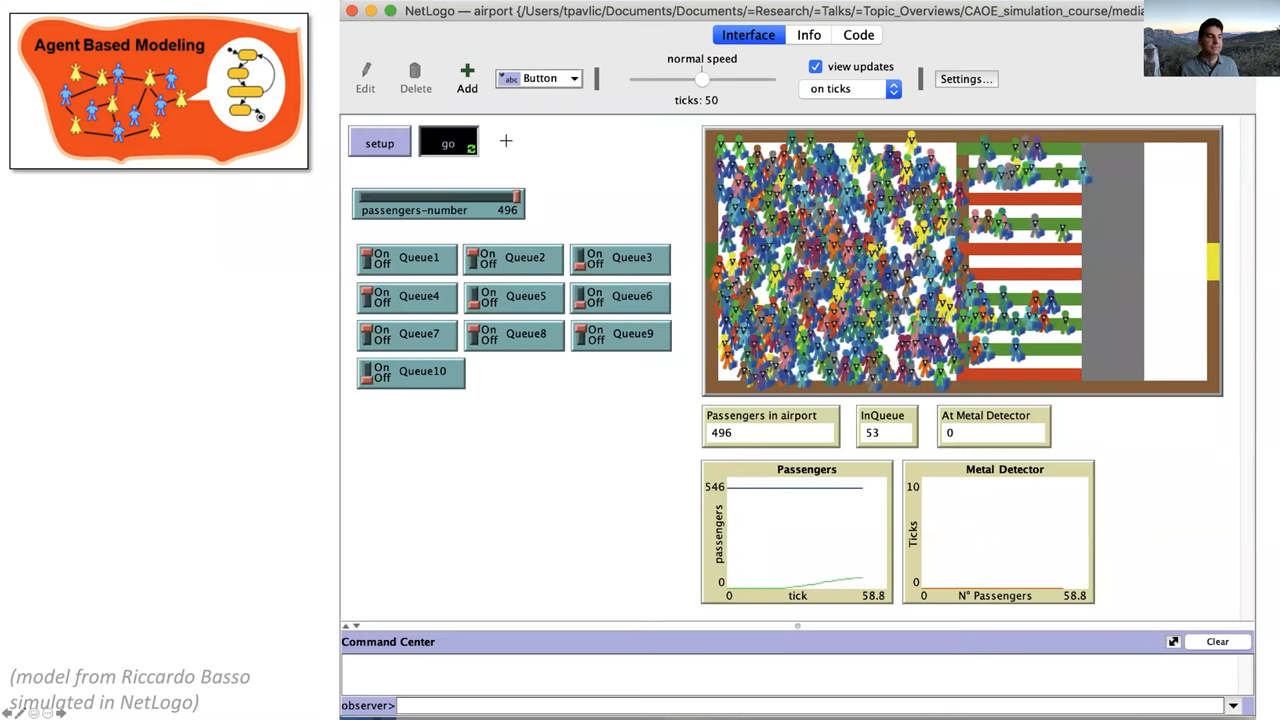 Agent Based Modeling
NetLogo — airport {/Users/tpavlic/Documents/Documents/=Research/=Talks/=Topic_Overviews/CAOE_simulation_course/media
Interface Info Code
Edit Delete Add abc Button
normal speed
ticks: 50
view updates
on ticks
Settings...
setup go
passengers-number 496
On Off Queue1 On Off Queue2 On Off Queue3
On Off Queue4 On Off Queue5 On Off Queue6
On Off Queue7 On Off Queue8 On Off Queue9
On Off Queue10
Passengers in airport InQueue At Metal Detector
496 53 0
Passengers
546
passengers
0
0 tick 58.8
Metal Detector
10
Ticks
0
0 N° Passengers 58.8
Command Center Clear
observer>
(model from Riccardo Basso
simulated in NetLogo)